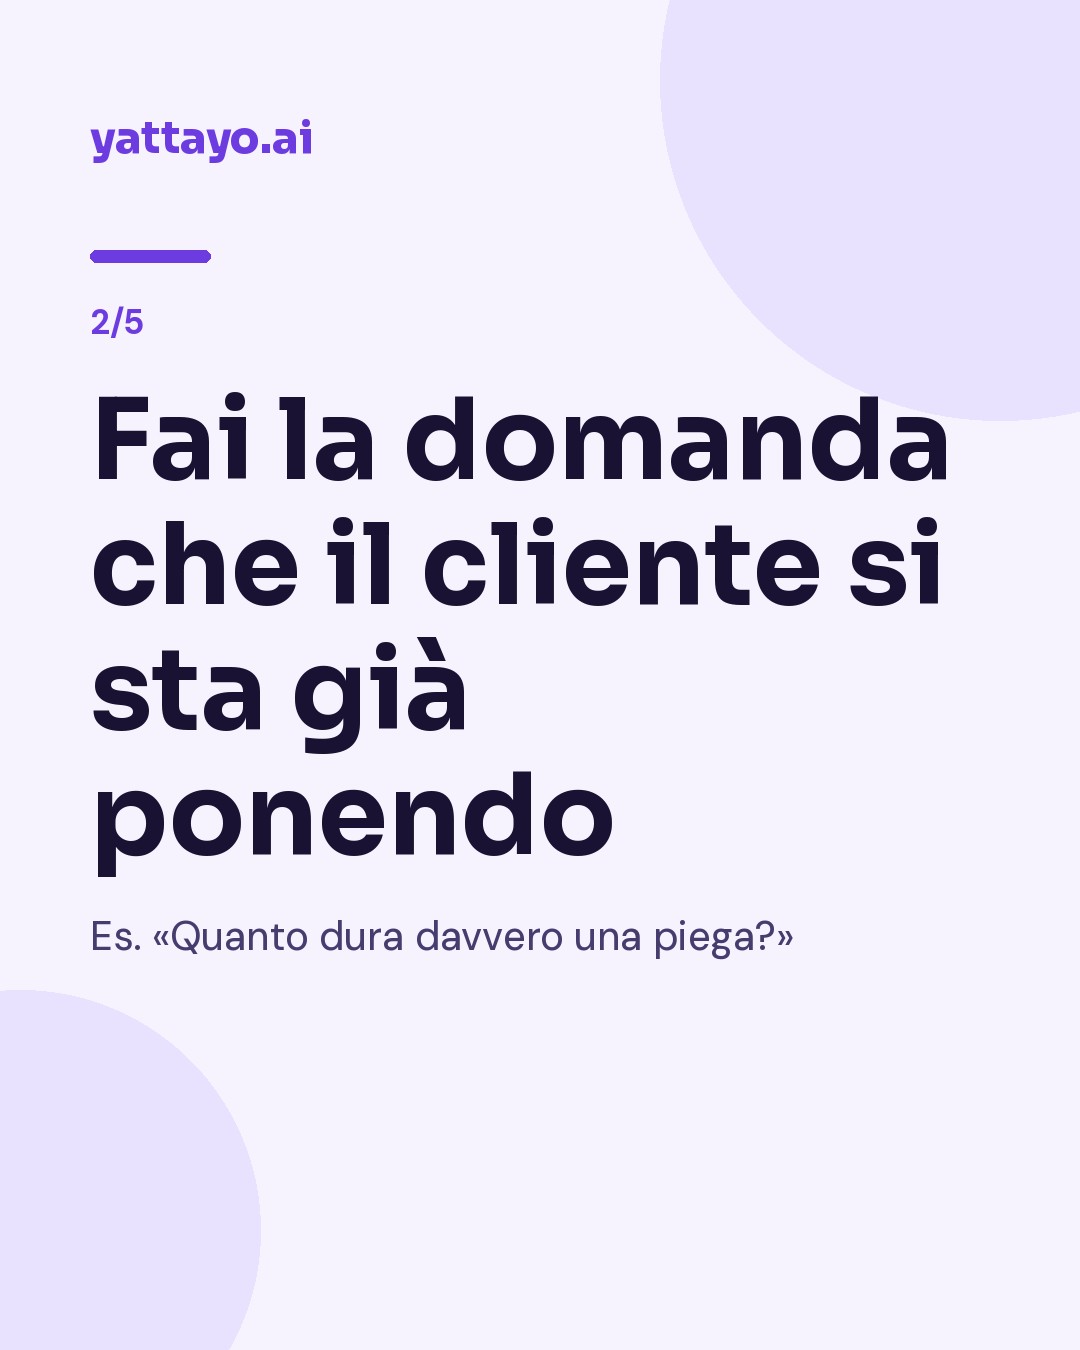 yattayo.ai
2/5
Fai la domanda
che il cliente si
sta già
ponendo
Es. «Quanto dura davvero una piega?»